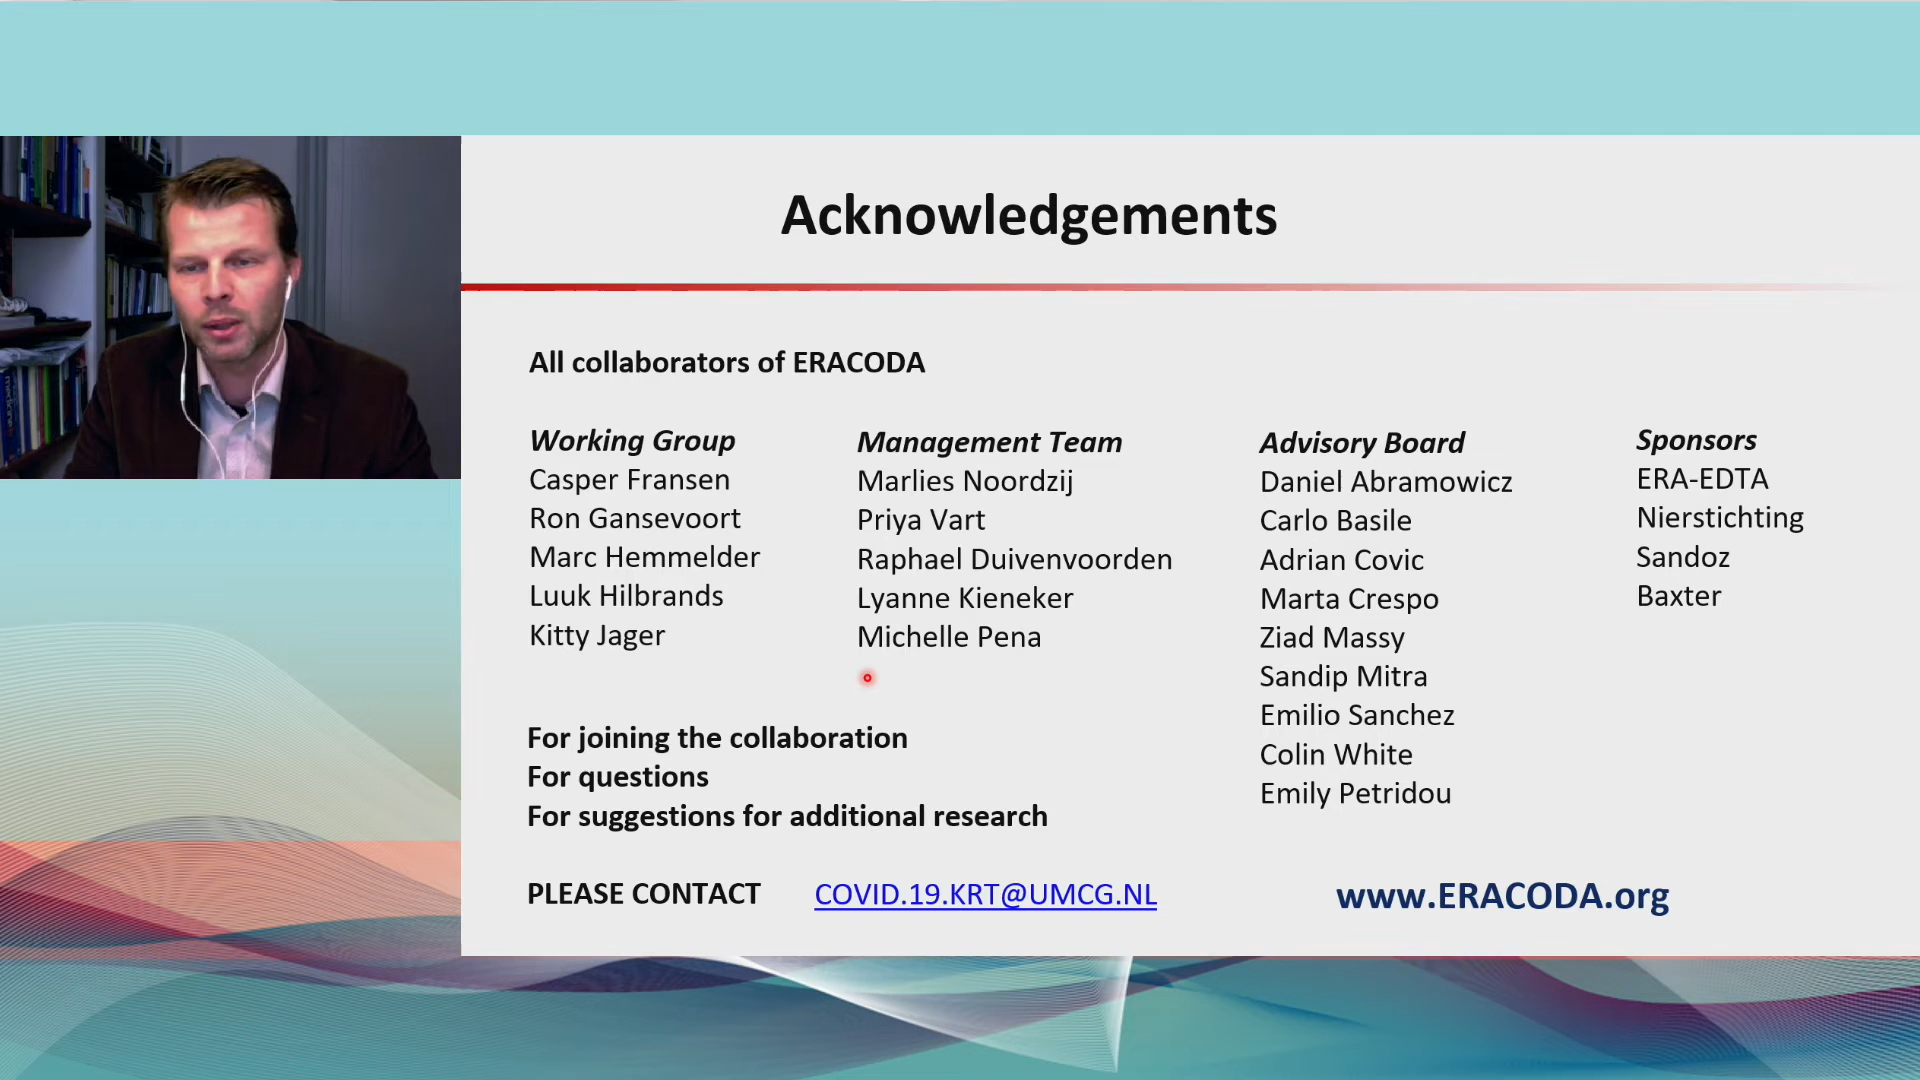 Acknowledgements
All collaborators of ERACODA
Working Group
Casper Fransen
Ron Gansevoort
Marc Hemmelder
Luuk Hilbrands
Kitty Jager
Management Team
Marlies Noordzij
Priya Vart
Raphael Duivenvoorden
Lyanne Kieneker
Michelle Pena
Advisory Board
Daniel Abramowicz
Carlo Basile
Adrian Covic
Marta Crespo
Ziad Massy
Sandip Mitra
Emilio Sanchez
Colin White
Emily Petridou
Sponsors
ERA-EDTA
Nierstichting
Sandoz
Baxter
For joining the collaboration
For questions
For suggestions for additional research
PLEASE CONTACT COVID.19.KRT@UMCG.NL www.ERACODA.org